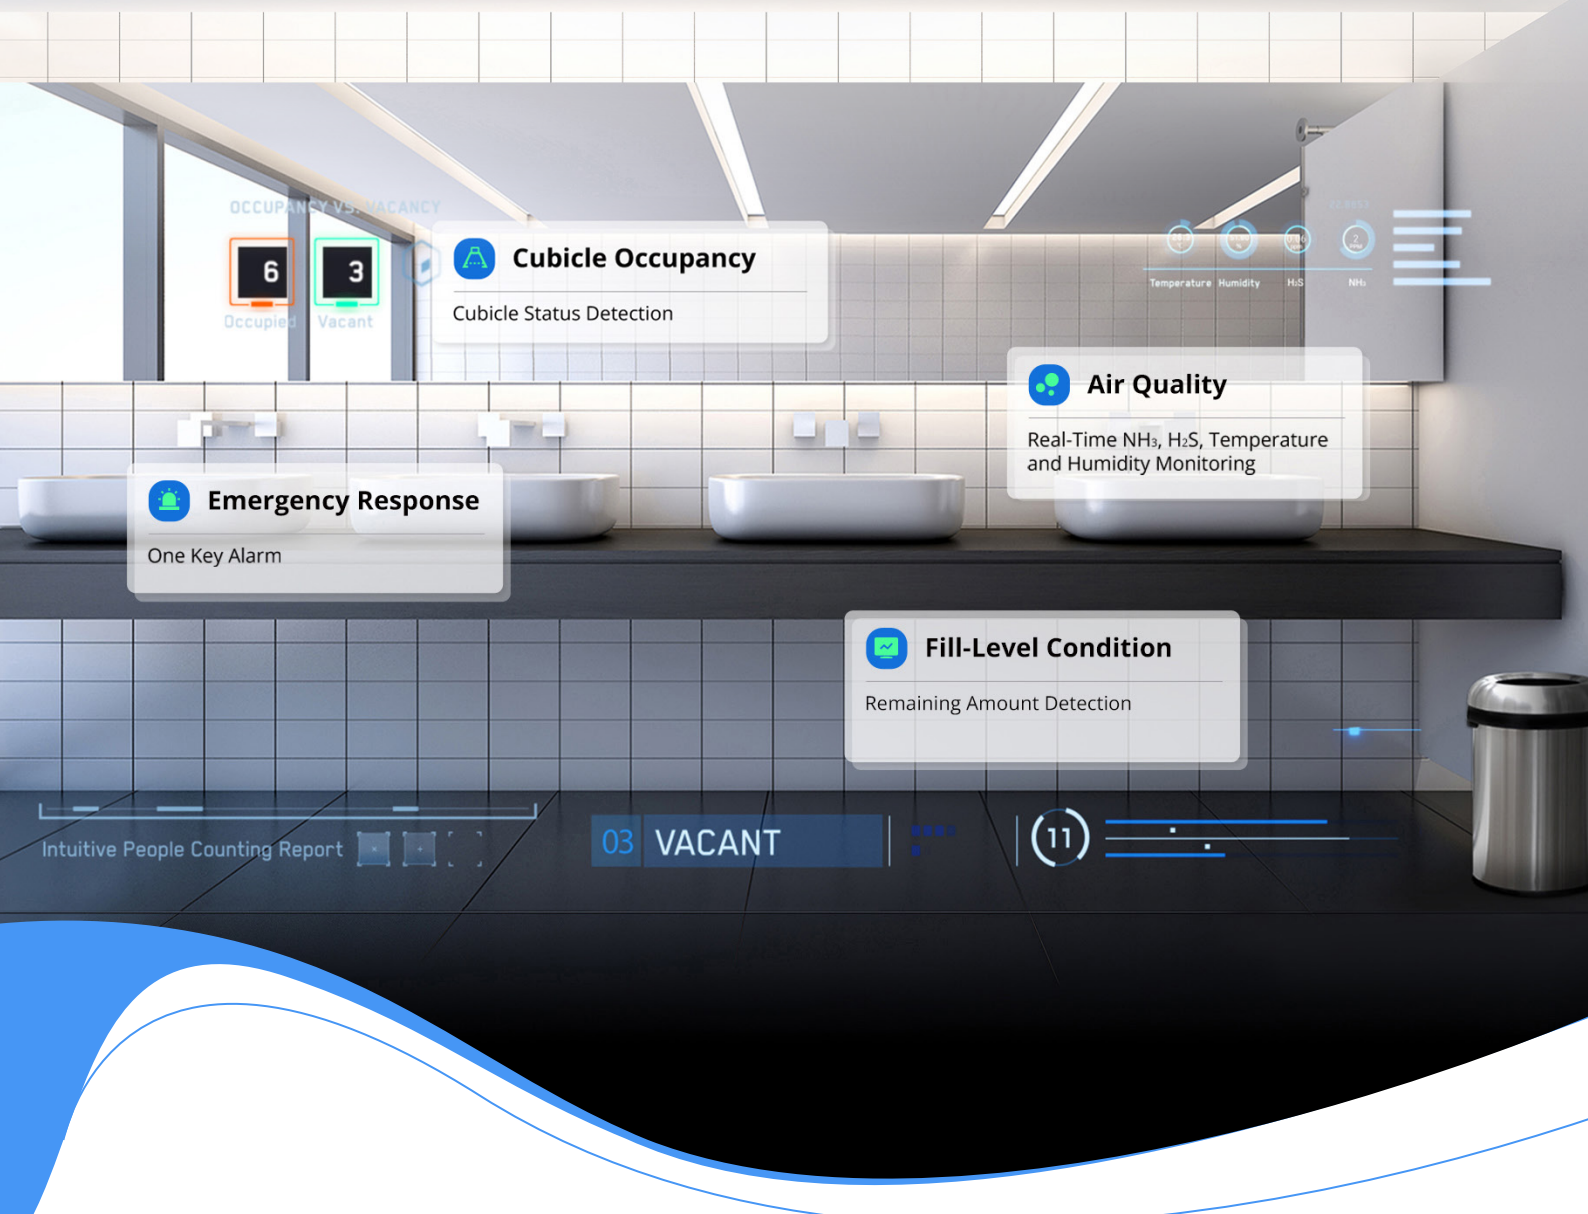 OCCUPANCY VS. VACANCY
6
3
Occupied
Vacant
Cubicle Occupancy
Cubicle Status Detection
2
PPM
%
Temperature
Humidity
H₂S
NH₃
Air Quality
Real-Time NH₃, H₂S, Temperature
and Humidity Monitoring
Emergency Response
One Key Alarm
Fill-Level Condition
Remaining Amount Detection
Intuitive People Counting Report
03 VACANT
11